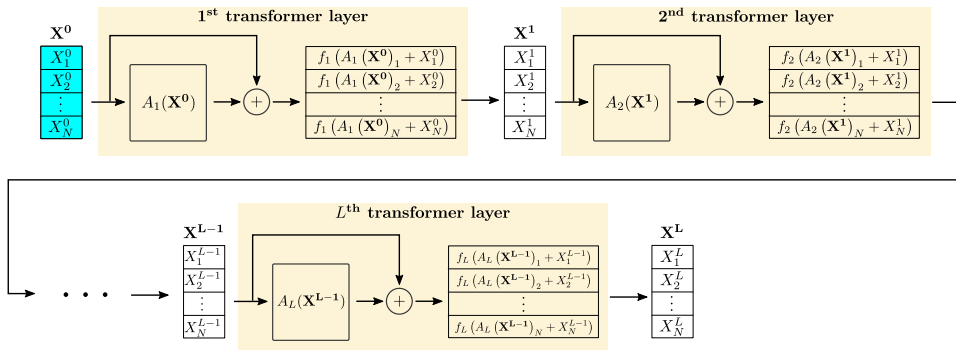 1st transformer layer
2nd transformer layer
X⁰
X₁⁰
X₂⁰
⋮
X_N⁰
A₁(X⁰)
+
f₁(A₁(X⁰)₁ + X₁⁰)
f₁(A₁(X⁰)₂ + X₂⁰)
⋮
f₁(A₁(X⁰)_N + X_N⁰)
X¹
X₁¹
X₂¹
⋮
X_N¹
A₂(X¹)
+
f₂(A₂(X¹)₁ + X₁¹)
f₂(A₂(X¹)₂ + X₂¹)
⋮
f₂(A₂(X¹)_N + X_N¹)
Lth transformer layer
. . .
X^{L−1}
X₁^{L−1}
X₂^{L−1}
⋮
X_N^{L−1}
A_L(X^{L−1})
+
f_L(A_L(X^{L−1})₁ + X₁^{L−1})
f_L(A_L(X^{L−1})₂ + X₂^{L−1})
⋮
f_L(A_L(X^{L−1})_N + X_N^{L−1})
X^L
X₁^L
X₂^L
⋮
X_N^L